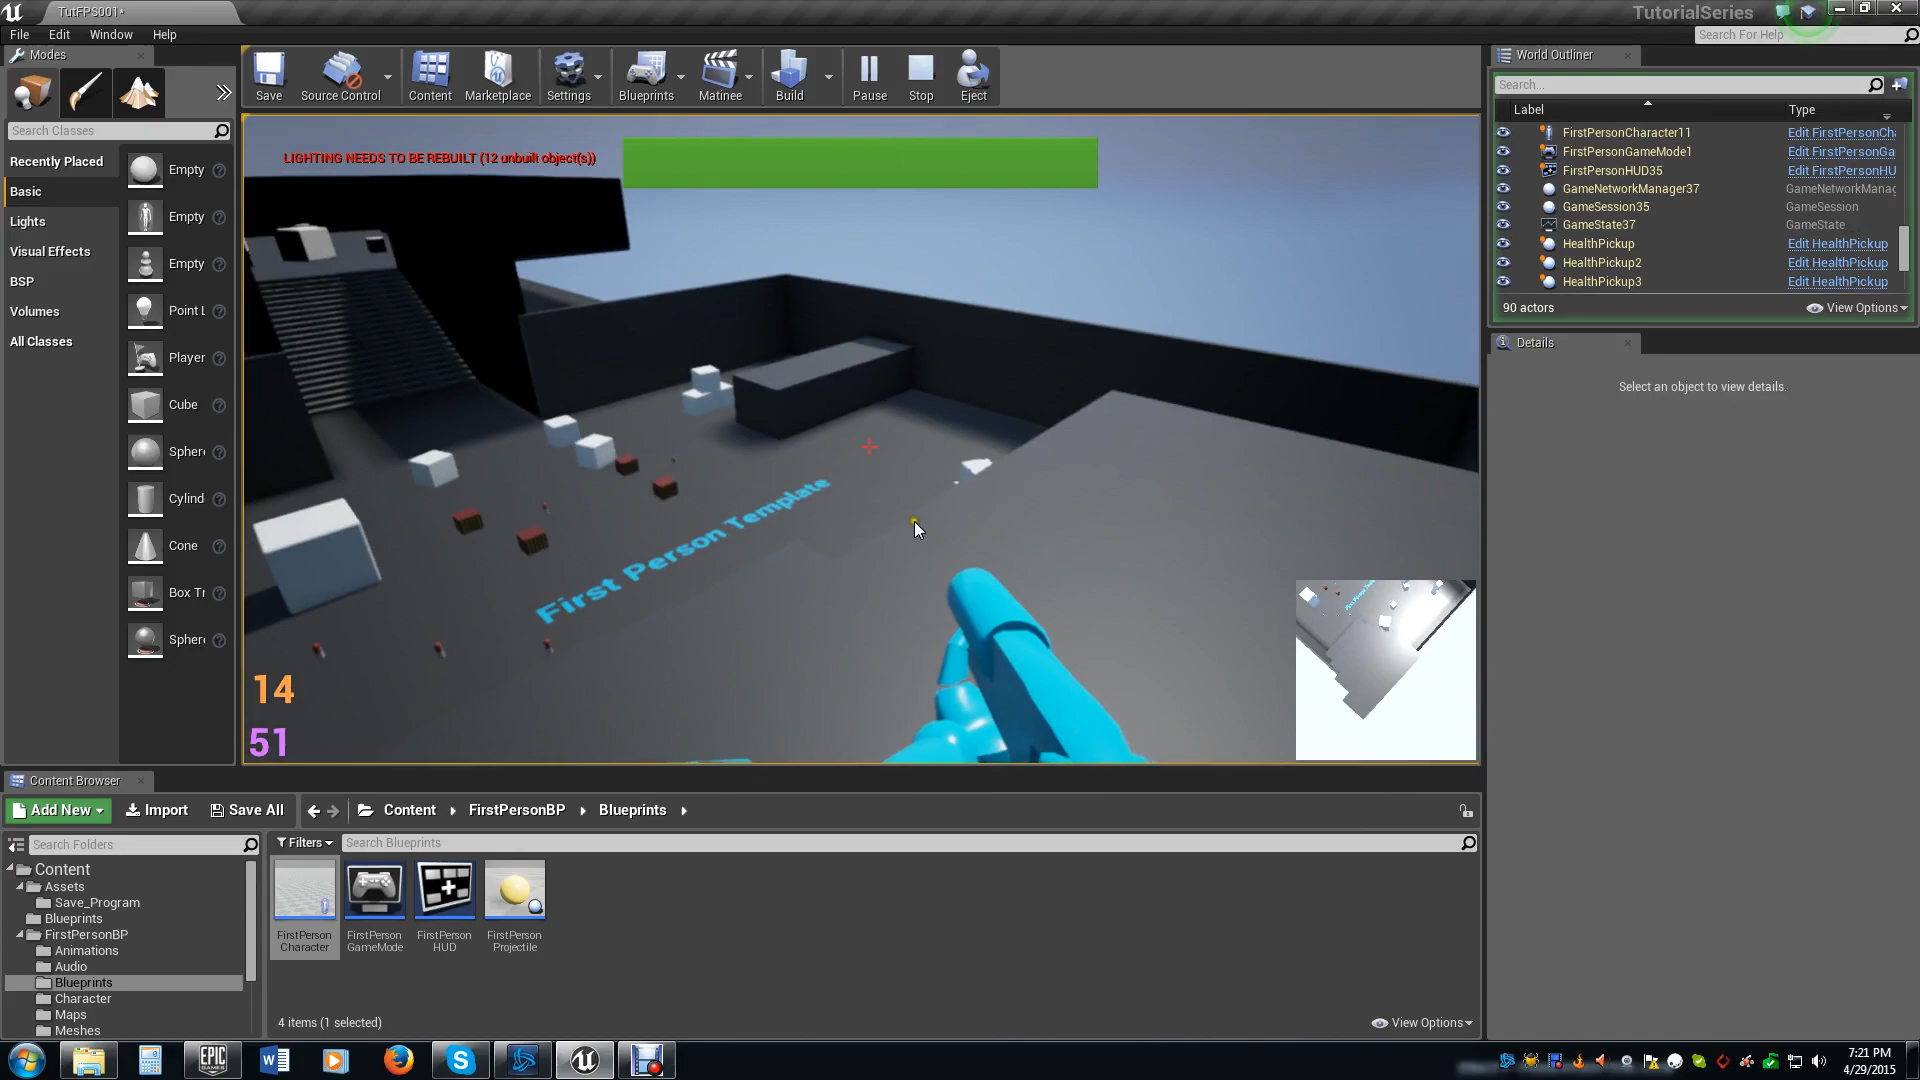 TutFPS001*
TutorialSeries
File Edit Window Help
Search For Help
Modes
Save
Source Control
Content
Marketplace
Settings
Blueprints
Matinee
Build
Pause
Stop
Eject
World Outliner
Search...
Label Type
FirstPersonCharacter11 Edit FirstPersonCha
FirstPersonGameMode1 Edit FirstPersonGa
FirstPersonHUD35 Edit FirstPersonHU
GameNetworkManager37 GameNetworkManag
GameSession35 GameSession
GameState37 GameState
HealthPickup Edit HealthPickup
HealthPickup2 Edit HealthPickup
HealthPickup3 Edit HealthPickup
90 actors View Options
Details
Select an object to view details.
Search Classes
Recently Placed
Basic
Lights
Visual Effects
BSP
Volumes
All Classes
Empty
Empty
Empty
Point L
Player
Cube
Spher
Cylind
Cone
Box Tr
Spher
LIGHTING NEEDS TO BE REBUILT (12 unbuilt object(s))
First Person Template
14
51
Content Browser
Add New Import Save All Content FirstPersonBP Blueprints
Search Folders
Filters Search Blueprints
Content
Assets
Save_Program
Blueprints
FirstPersonBP
Animations
Audio
Blueprints
Character
Maps
Meshes
FirstPerson
Character
FirstPerson
GameMode
FirstPerson
HUD
FirstPerson
Projectile
4 items (1 selected) View Options
EPIC
GAMES
7:21 PM
4/29/2015